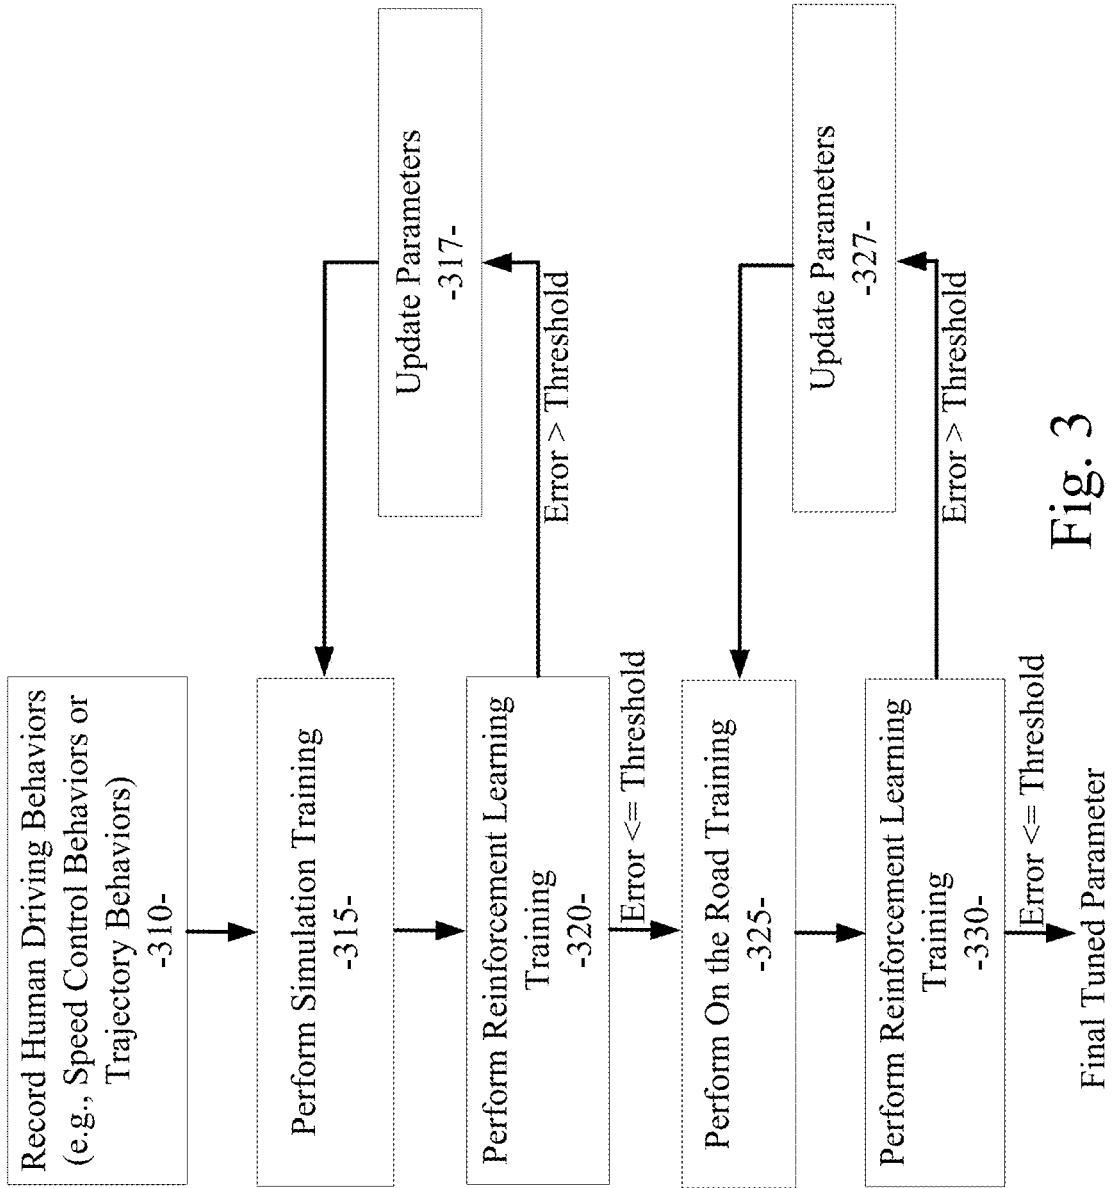 Record Human Driving Behaviors
(e.g., Speed Control Behaviors or
Trajectory Behaviors)
-310-
Perform Simulation Training
-315-
Update Parameters
-317-
Perform Reinforcement Learning
Training
-320-
Error > Threshold
Error <= Threshold
Perform On the Road Training
-325-
Update Parameters
-327-
Perform Reinforcement Learning
Training
-330-
Error > Threshold
Error <= Threshold
Final Tuned Parameter
Fig. 3